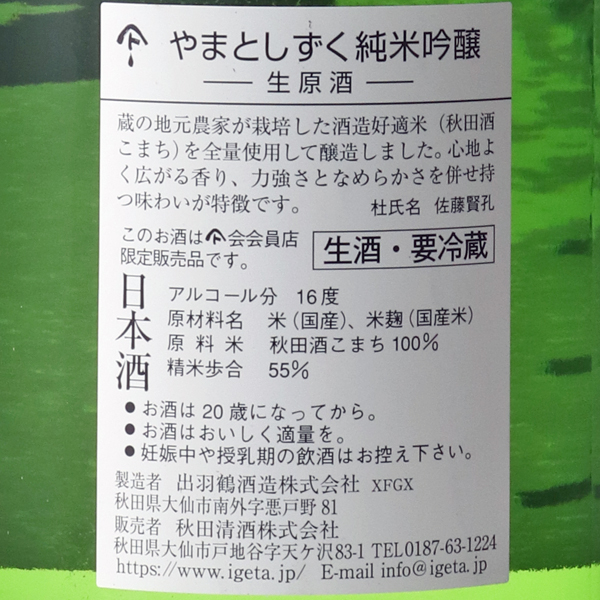 やまとしずく純米吟醸
生原酒
蔵の地元農家が栽培した酒造好適米（秋田酒
こまち）を全量使用して醸造しました。心地よ
く広がる香り、力強さとなめらかさを併せ持
つ味わいが特徴です。 杜氏名 佐藤賢孔
このお酒は会会員店
限定販売品です。
生酒・要冷蔵
日本酒
アルコール分 16度
原材料名 米（国産）、米麹（国産米）
原料米 秋田酒こまち100%
精米歩合 55%
●お酒は20歳になってから。
●お酒はおいしく適量を。
●妊娠中や授乳期の飲酒はお控え下さい。
製造者 出羽鶴酒造株式会社 XFGX
秋田県大仙市南外字悪戸野81
販売者 秋田清酒株式会社
秋田県大仙市戸地谷字天ケ沢83-1 TEL0187-63-1224
https://www.igeta.jp/ E-mail info@igeta.jp